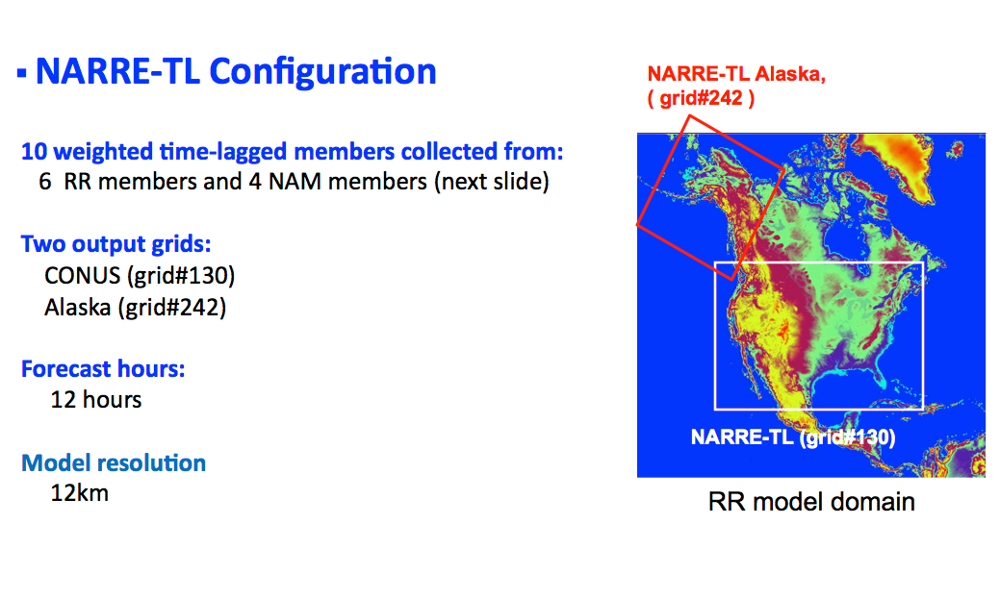 ▪ NARRE-TL Configuration
10 weighted time-lagged members collected from:
6 RR members and 4 NAM members (next slide)
Two output grids:
CONUS (grid#130)
Alaska (grid#242)
Forecast hours:
12 hours
Model resolution
12km
NARRE-TL Alaska,
( grid#242 )
NARRE-TL (grid#130)
RR model domain